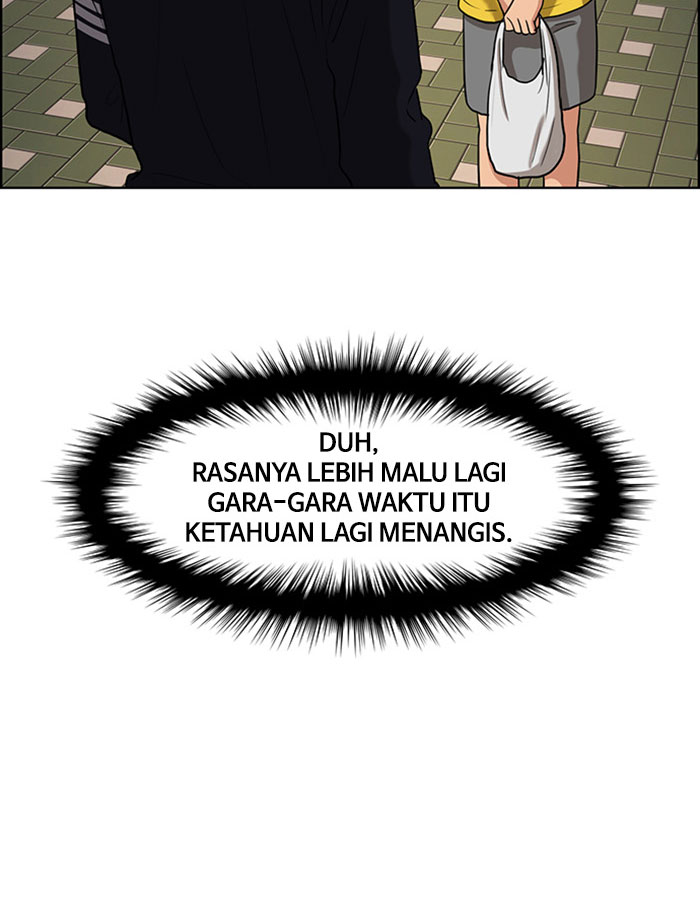 DUH,
RASANYA LEBIH MALU LAGI
GARA-GARA WAKTU ITU
KETAHUAN LAGI MENANGIS.